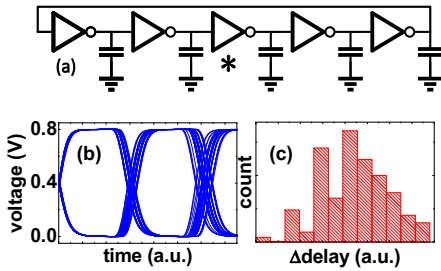 (a)
*
0.8
0.4
0.0
voltage (V)
(b)
time (a.u.)
count
(c)
Δdelay (a.u.)